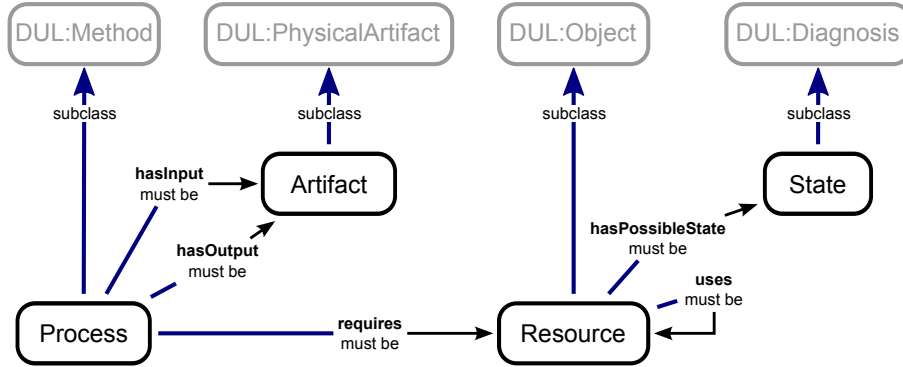 DUL:Method
DUL:PhysicalArtifact
DUL:Object
DUL:Diagnosis
subclass
subclass
subclass
subclass
hasInput
must be
Artifact
State
hasOutput
must be
hasPossibleState
must be
uses
must be
Process
requires
must be
Resource